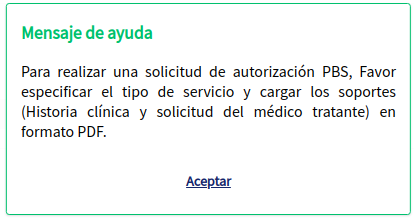 Mensaje de ayuda
Para realizar una solicitud de autorización PBS, Favor
especificar el tipo de servicio y cargar los soportes
(Historia clínica y solicitud del médico tratante) en
formato PDF.
Aceptar